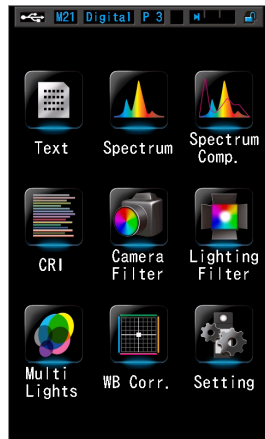 M21 Digital P 3
Text
Spectrum
Spectrum
Comp.
CRI
Camera
Filter
Lighting
Filter
Multi
Lights
WB Corr.
Setting